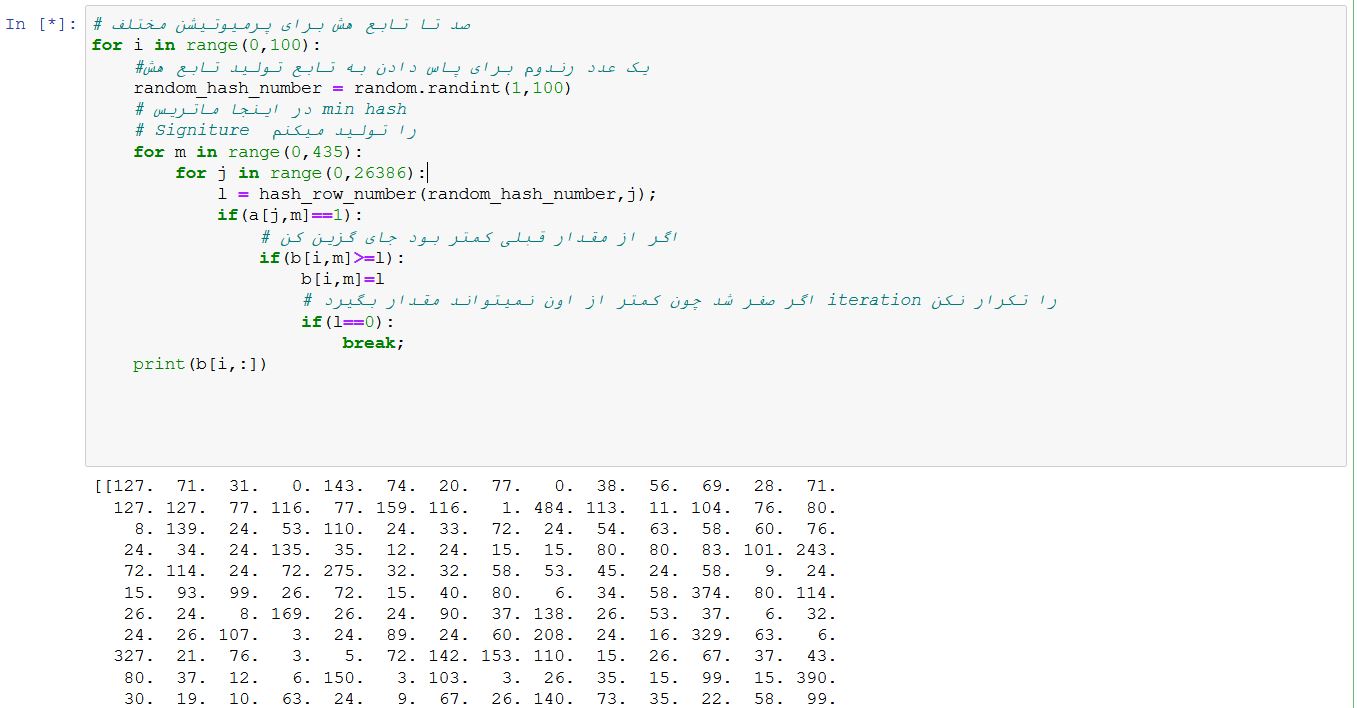 In [*]:
# صد تا تابع هش برای پرمیوتیشن مختلف
for i in range(0,100):
    #یک عدد رندوم برای پاس دادن به تابع تولید تابع هش
    random_hash_number = random.randint(1,100)
    # در اینجا ماتریس min hash
    # Signiture را تولید میکنم
    for m in range(0,435):
        for j in range(0,26386):
            l = hash_row_number(random_hash_number,j);
            if(a[j,m]==1):
                # اگر از مقدار قبلی کمتر بود جای گزین کن
                if(b[i,m]>=l):
                    b[i,m]=l
                    # اگر صفر شد چون کمتر از اون نمیتواند مقدار بگیرد iteration را تکرار نکن
                    if(l==0):
                        break;
    print(b[i,:])
[[127. 71. 31. 0. 143. 74. 20. 77. 0. 38. 56. 69. 28. 71.
127. 127. 77. 116. 77. 159. 116. 1. 484. 113. 11. 104. 76. 80.
8. 139. 24. 53. 110. 24. 33. 72. 24. 54. 63. 58. 60. 76.
24. 34. 24. 135. 35. 12. 24. 15. 15. 80. 80. 83. 101. 243.
72. 114. 24. 72. 275. 32. 32. 58. 53. 45. 24. 58. 9. 24.
15. 93. 99. 26. 72. 15. 40. 80. 6. 34. 58. 374. 80. 114.
26. 24. 8. 169. 26. 24. 90. 37. 138. 26. 53. 37. 6. 32.
24. 26. 107. 3. 24. 89. 24. 60. 208. 24. 16. 329. 63. 6.
327. 21. 76. 3. 5. 72. 142. 153. 110. 15. 26. 67. 37. 43.
80. 37. 12. 6. 150. 3. 103. 3. 26. 35. 15. 99. 15. 390.
30. 19. 10. 63. 24. 9. 67. 26. 140. 73. 35. 22. 58. 99.